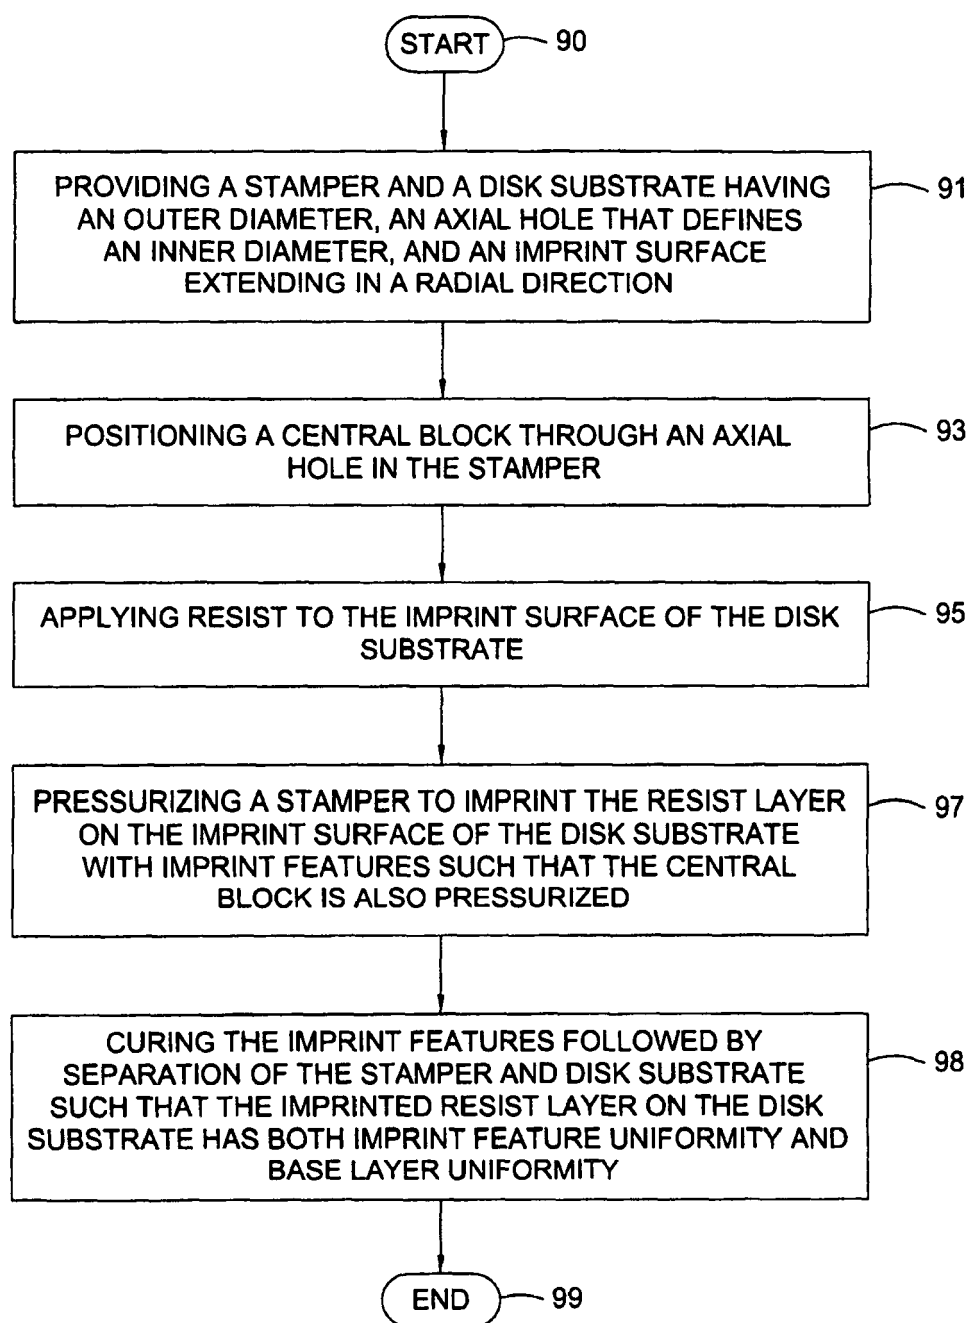 START
90
PROVIDING A STAMPER AND A DISK SUBSTRATE HAVING
AN OUTER DIAMETER, AN AXIAL HOLE THAT DEFINES
AN INNER DIAMETER, AND AN IMPRINT SURFACE
EXTENDING IN A RADIAL DIRECTION
91
POSITIONING A CENTRAL BLOCK THROUGH AN AXIAL
HOLE IN THE STAMPER
93
APPLYING RESIST TO THE IMPRINT SURFACE OF THE DISK
SUBSTRATE
95
PRESSURIZING A STAMPER TO IMPRINT THE RESIST LAYER
ON THE IMPRINT SURFACE OF THE DISK SUBSTRATE
WITH IMPRINT FEATURES SUCH THAT THE CENTRAL
BLOCK IS ALSO PRESSURIZED
97
CURING THE IMPRINT FEATURES FOLLOWED BY
SEPARATION OF THE STAMPER AND DISK SUBSTRATE
SUCH THAT THE IMPRINTED RESIST LAYER ON THE DISK
SUBSTRATE HAS BOTH IMPRINT FEATURE UNIFORMITY AND
BASE LAYER UNIFORMITY
98
END
99